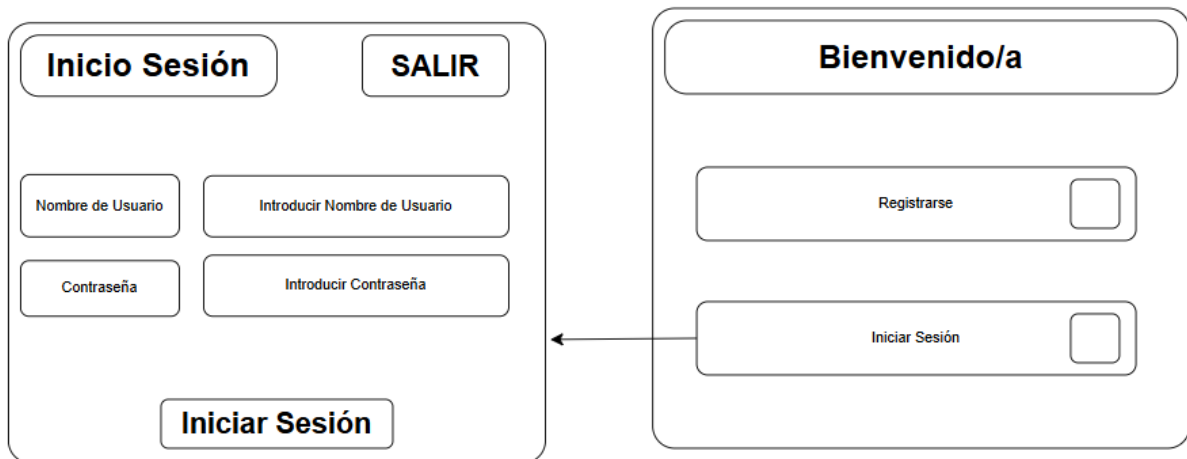 Inicio Sesión
SALIR
Nombre de Usuario
Introducir Nombre de Usuario
Contraseña
Introducir Contraseña
Iniciar Sesión
Bienvenido/a
Registrarse
Iniciar Sesión